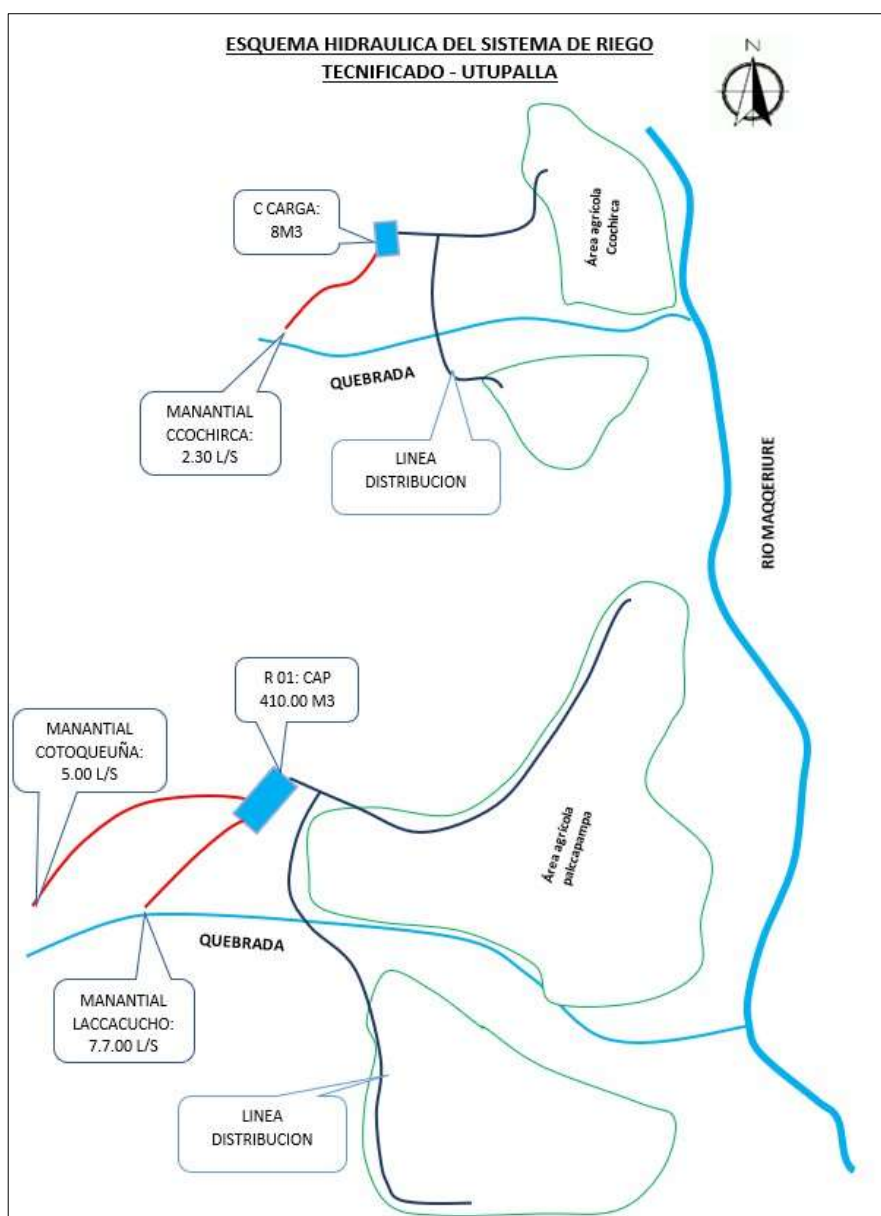 ESQUEMA HIDRAULICA DEL SISTEMA DE RIEGO
TECNIFICADO - UTUPALLA
N
C CARGA:
8M3
Área agrícola
Ccochirca
QUEBRADA
MANANTIAL
CCOCHIRCA:
2.30 L/S
LINEA
DISTRIBUCION
RIO MAQQERIURE
R 01: CAP
410.00 M3
MANANTIAL
COTOQUEUÑA:
5.00 L/S
Área agrícola
palccapampa
QUEBRADA
MANANTIAL
LACCACUCHO:
7.7.00 L/S
LINEA
DISTRIBUCION